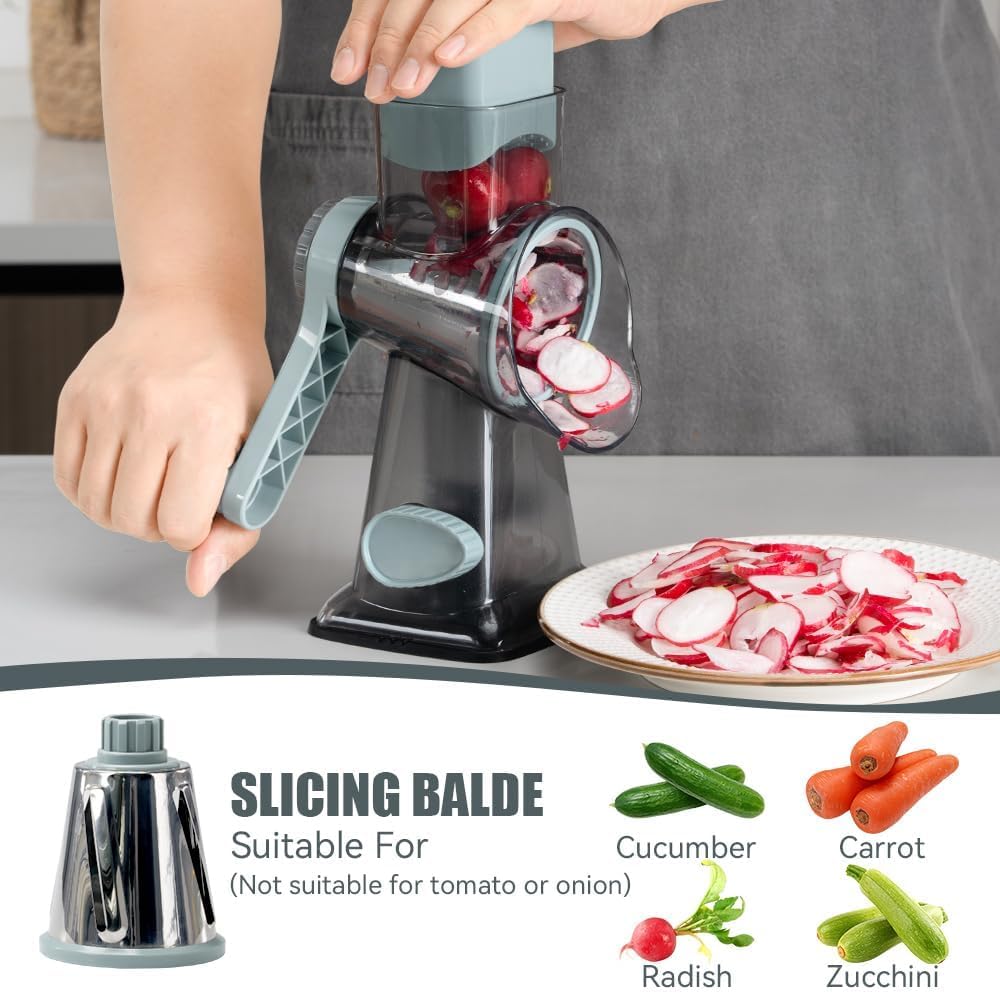 SLICING BALDE
Suitable For
(Not suitable for tomato or onion)
Cucumber
Carrot
Radish
Zucchini